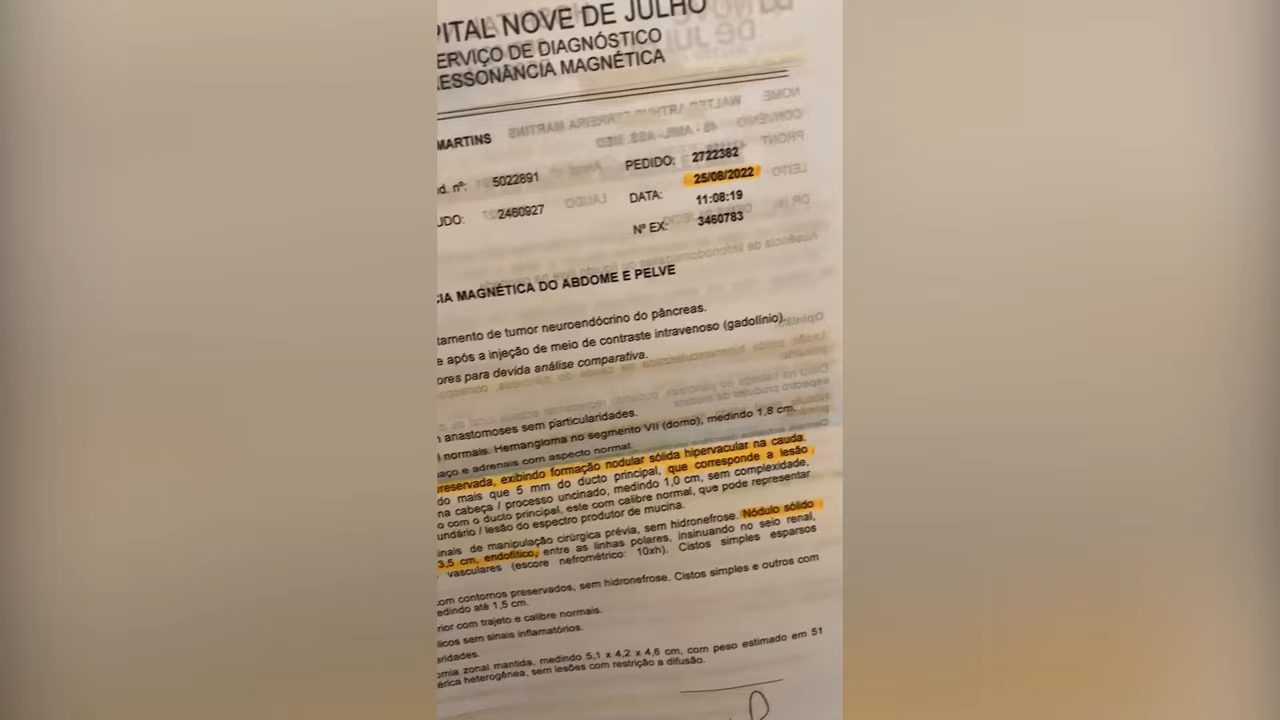 PITAL NOVE DE JULHO
ERVIÇO DE DIAGNÓSTICO
ESSONÂNCIA MAGNÉTICA
MARTINS
d. nº: 5022891 PEDIDO: 2722382
UDO: 2460927 DATA: 25/08/2022
11:08:19
Nº EX: 3460783
IA MAGNÉTICA DO ABDOME E PELVE
tamento de tumor neuroendócrino do pâncreas.
e após a injeção de meio de contraste intravenoso (gadolínio).
ores para devida análise comparativa.
anastomoses sem particularidades.
normais. Hemangioma no segmento VII (domo), medindo 1,8 cm.
aço e adrenais com aspecto normal.
preservada, exibindo formação nodular sólida hipervacular na cauda,
do mais que 5 mm do ducto principal, que corresponde a lesão
na cabeça / processo uncinado, medindo 1,0 cm, sem complexidade,
o com o ducto principal, este com calibre normal, que pode representar
undário / lesão do espectro produtor de mucina.
inais de manipulação cirúrgica prévia, sem hidronefrose. Nódulo sólido
3,5 cm, endofítico, entre as linhas polares, insinuando no seio renal,
vasculares (escore nefrométrico: 10xh). Cistos simples esparsos
com contornos preservados, sem hidronefrose. Cistos simples e outros com
edindo até 1,5 cm.
rior com trajeto e calibre normais.
licos sem sinais inflamatórios.
aridades.
omia zonal mantida, medindo 5,1 x 4,2 x 4,6 cm, com peso estimado em 51
érica heterogênea, sem lesões com restrição a difusão.